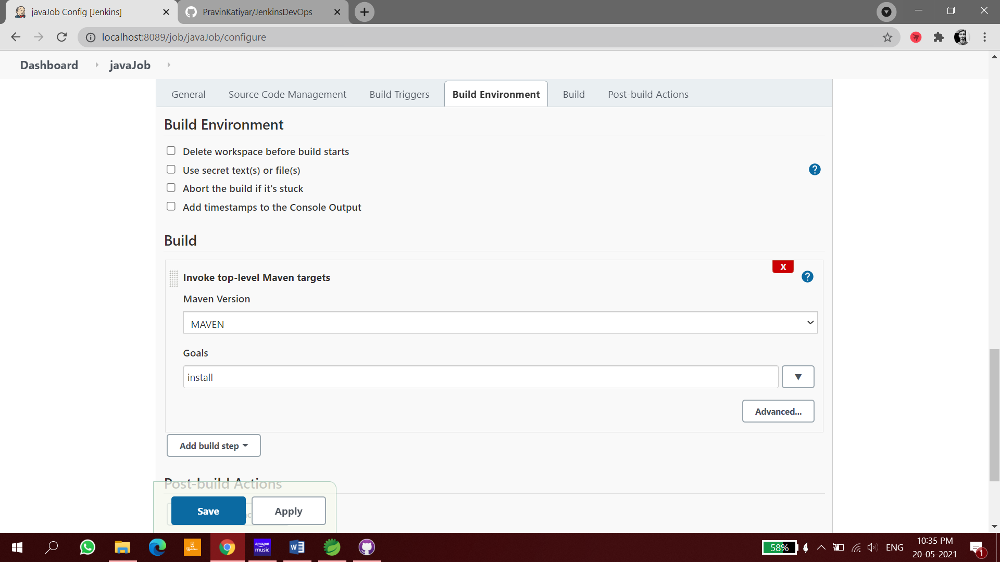 javaJob Config [Jenkins]
PravinKatiyar/JenkinsDevOps
localhost:8089/job/javaJob/configure
Dashboard
javaJob
General
Source Code Management
Build Triggers
Build Environment
Build
Post-build Actions
Build Environment
Delete workspace before build starts
Use secret text(s) or file(s)
?
Abort the build if it's stuck
Add timestamps to the Console Output
Build
X
Invoke top-level Maven targets
?
Maven Version
MAVEN
Goals
install
Advanced...
Add build step
Post-build Actions
Save
Apply
amazon music
58%
ENG
10:35 PM
20-05-2021
1